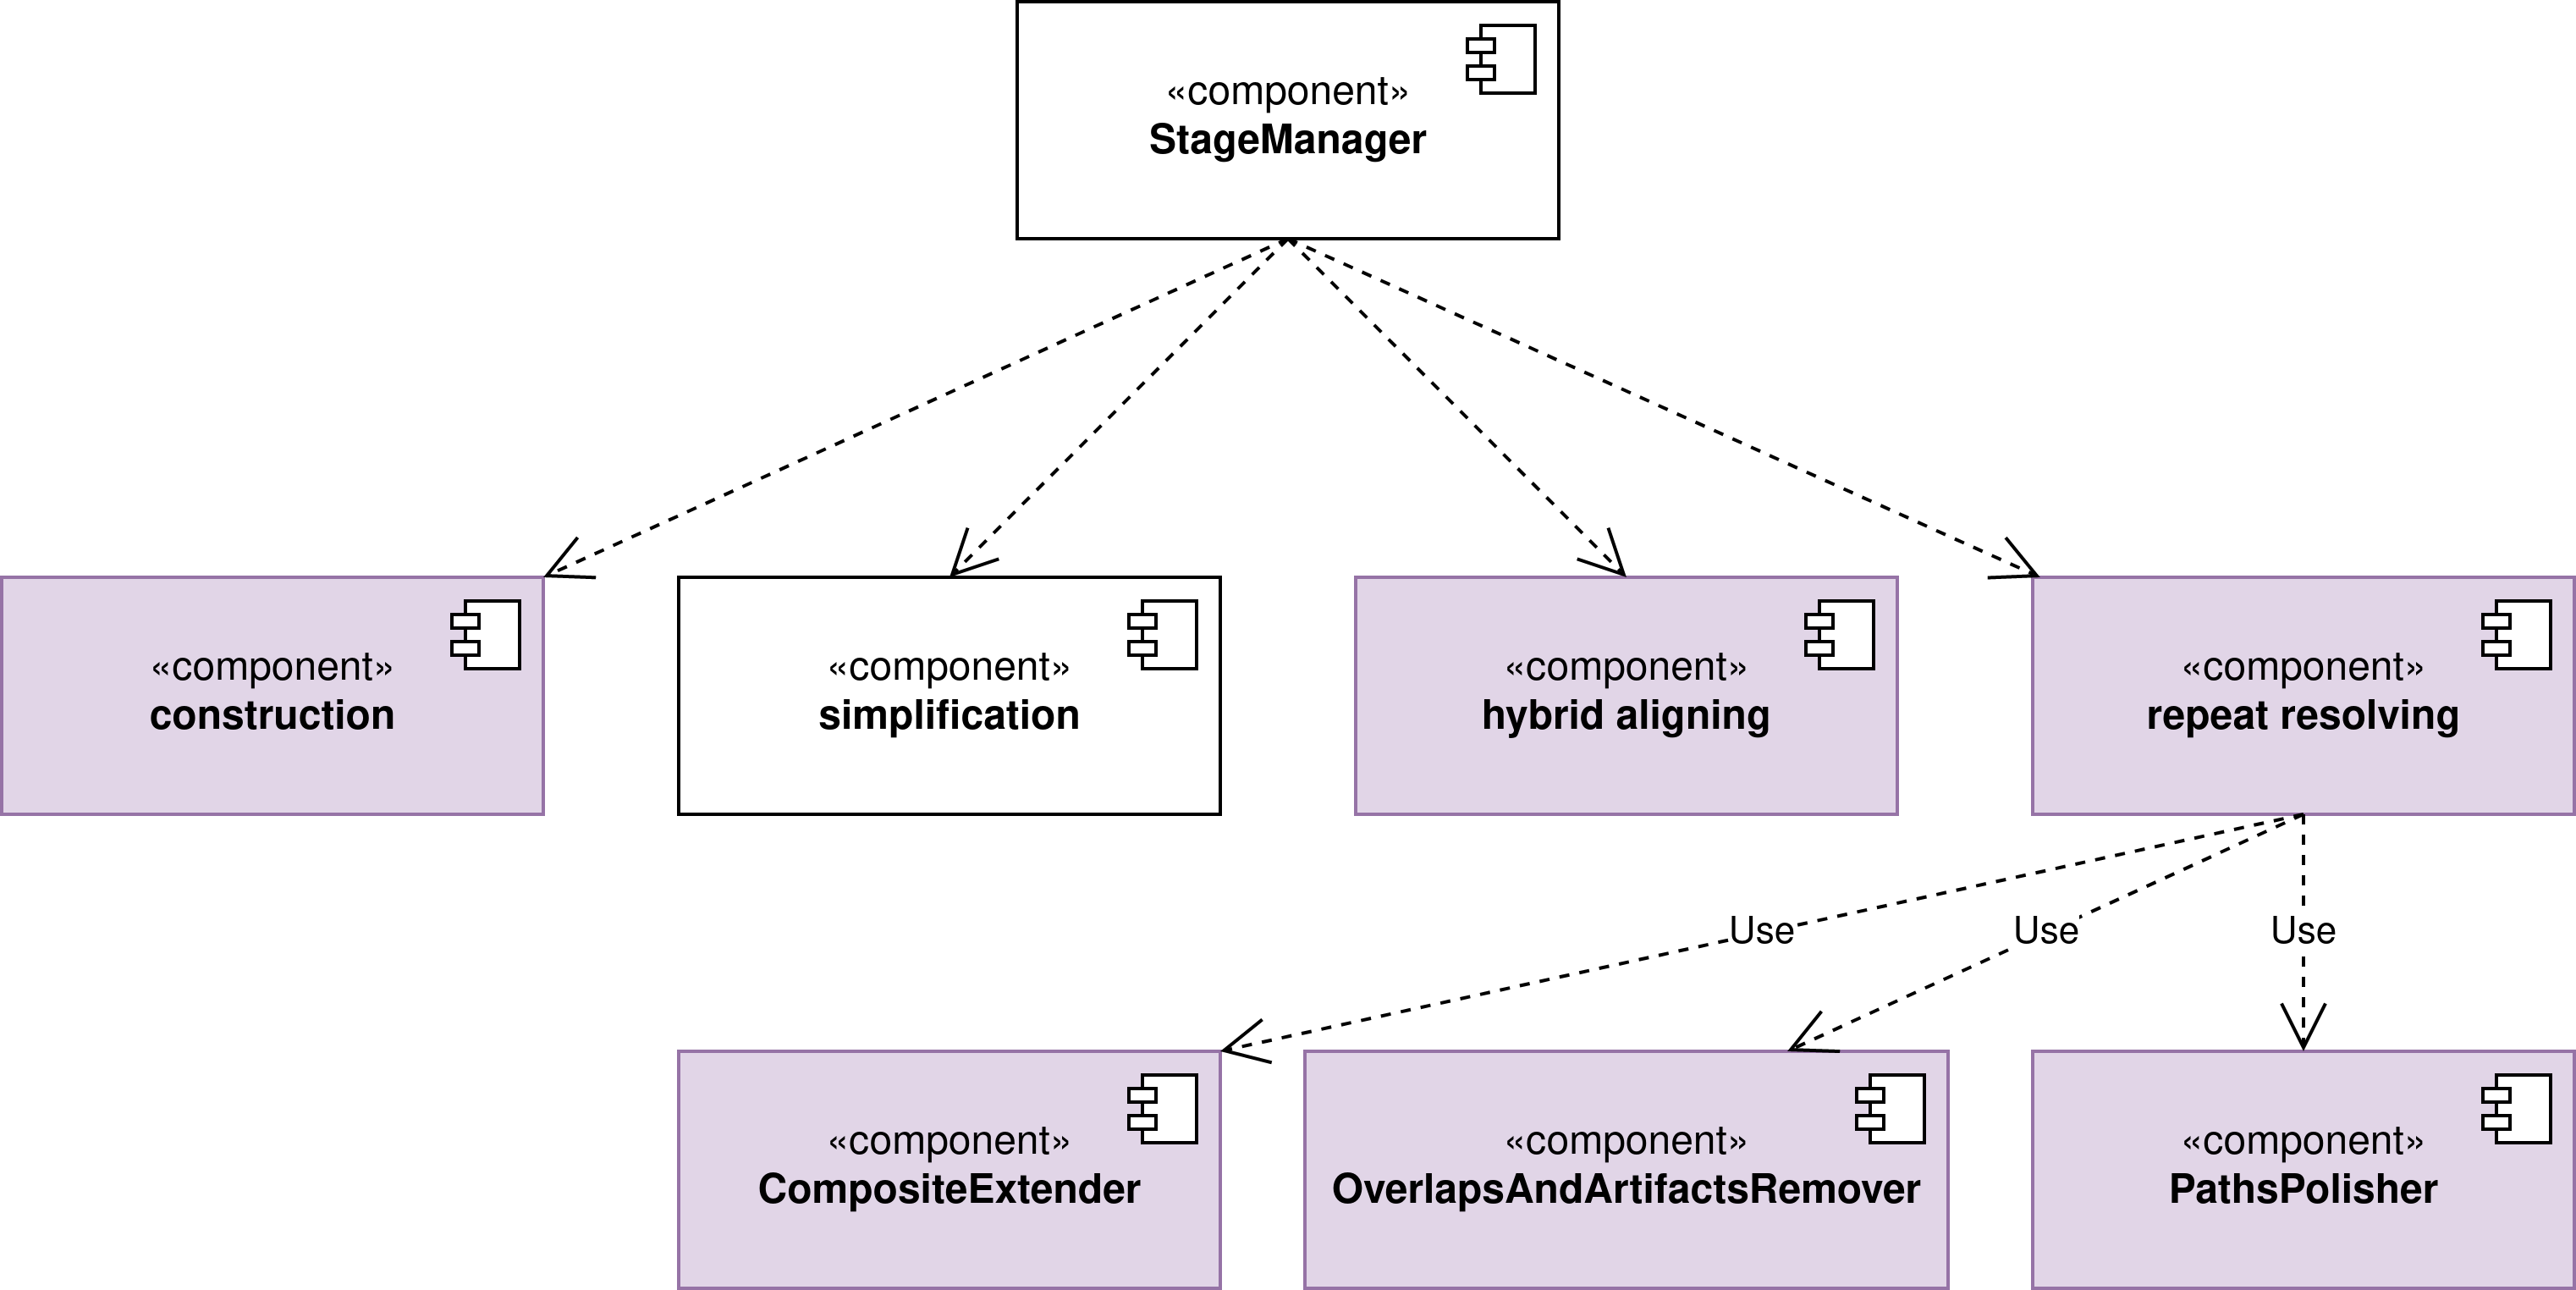 «component»
StageManager
«component»
construction
«component»
simplification
«component»
hybrid aligning
«component»
repeat resolving
Use
Use
Use
«component»
CompositeExtender
«component»
OverlapsAndArtifactsRemover
«component»
PathsPolisher